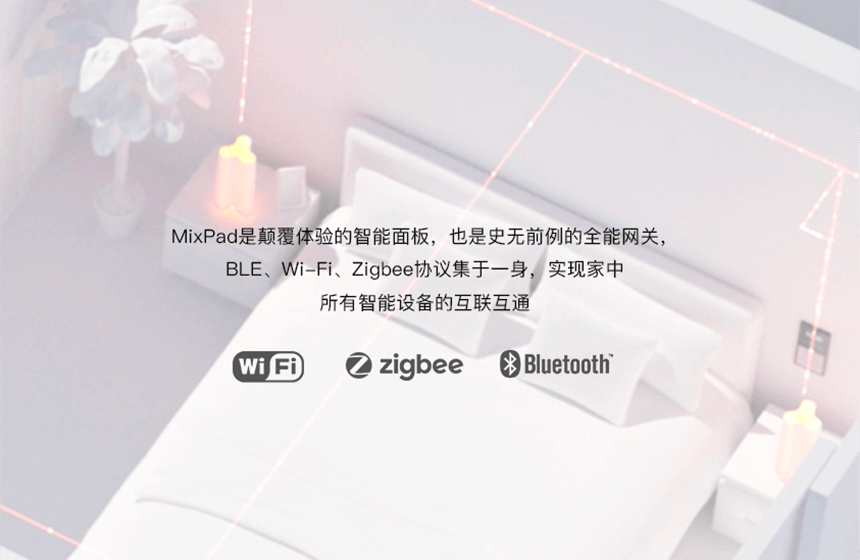 MixPad是颠覆体验的智能面板，也是史无前例的全能网关，
BLE、Wi-Fi、Zigbee协议集于一身，实现家中
所有智能设备的互联互通
Wi Fi zigbee Bluetooth™